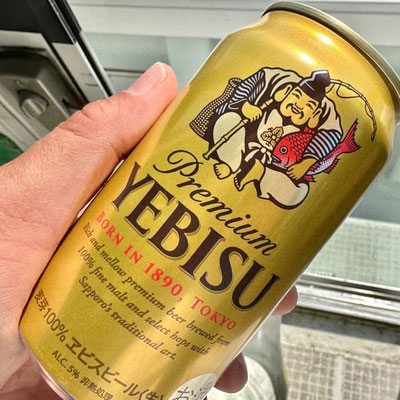 Premium
YEBISU
BORN IN 1890, TOKYO
Rich and mellow premium beer brewed from
100% fine malt and select hops with
Sapporo's traditional art.
麦芽100% ヱビスビール〈生
ALC. 5% 非熱処理